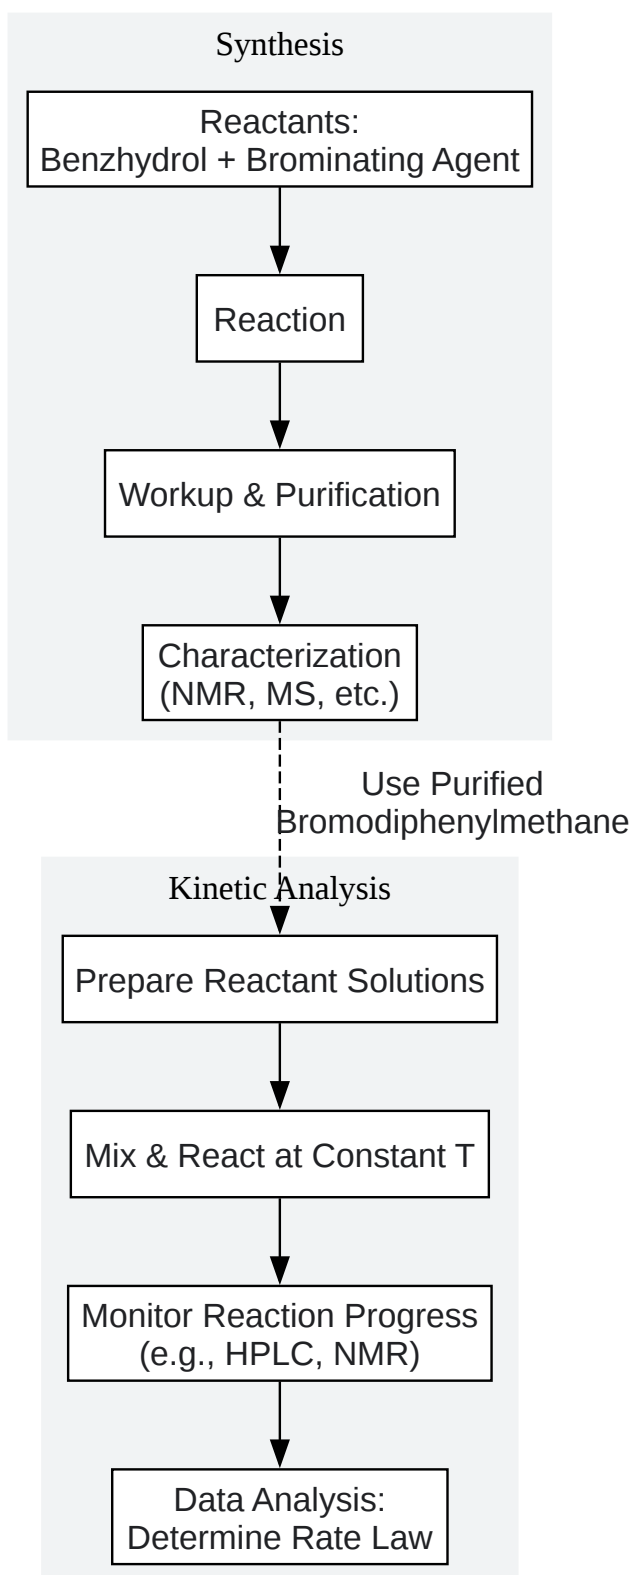 Synthesis
Reactants:
Benzhydrol + Brominating Agent
Reaction
Workup & Purification
Characterization
(NMR, MS, etc.)
Use Purified
Bromodiphenylmethane
Kinetic Analysis
Prepare Reactant Solutions
Mix & React at Constant T
Monitor Reaction Progress
(e.g., HPLC, NMR)
Data Analysis:
Determine Rate Law